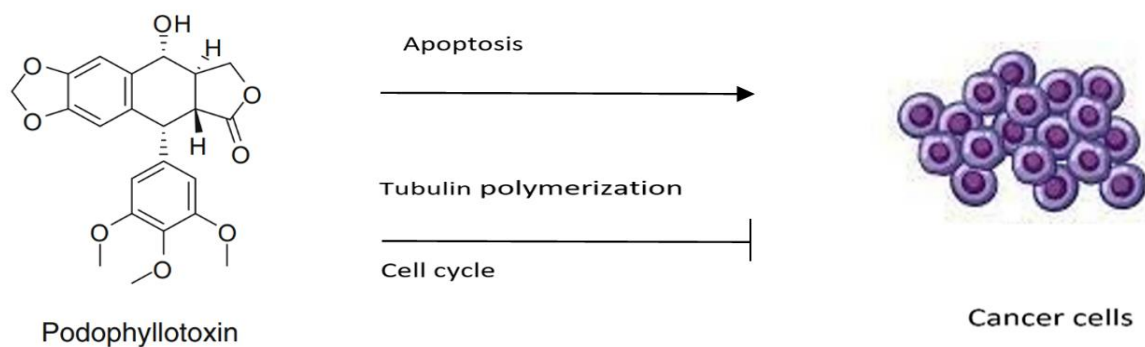 OH
H
O
O
O
O
H
O
O
O
Podophyllotoxin
Apoptosis
Tubulin polymerization
Cell cycle
Cancer cells